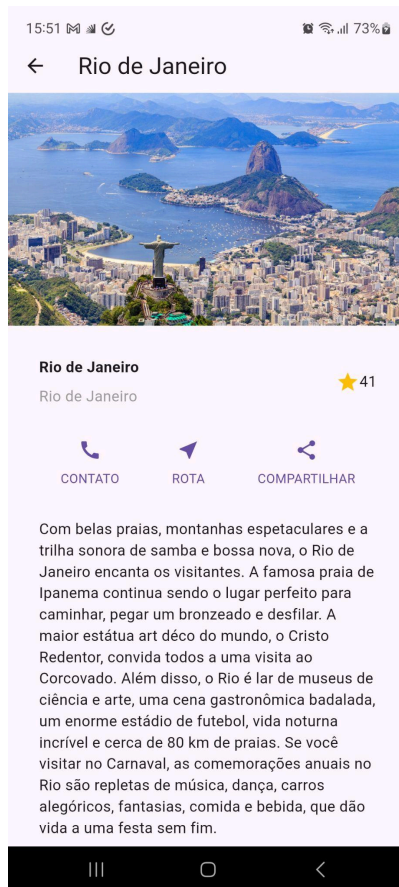 15:51 73%
Rio de Janeiro
Rio de Janeiro
41
Rio de Janeiro
CONTATO ROTA COMPARTILHAR
Com belas praias, montanhas espetaculares e a
trilha sonora de samba e bossa nova, o Rio de
Janeiro encanta os visitantes. A famosa praia de
Ipanema continua sendo o lugar perfeito para
caminhar, pegar um bronzeado e desfilar. A
maior estátua art déco do mundo, o Cristo
Redentor, convida todos a uma visita ao
Corcovado. Além disso, o Rio é lar de museus de
ciência e arte, uma cena gastronômica badalada,
um enorme estádio de futebol, vida noturna
incrível e cerca de 80 km de praias. Se você
visitar no Carnaval, as comemorações anuais no
Rio são repletas de música, dança, carros
alegóricos, fantasias, comida e bebida, que dão
vida a uma festa sem fim.